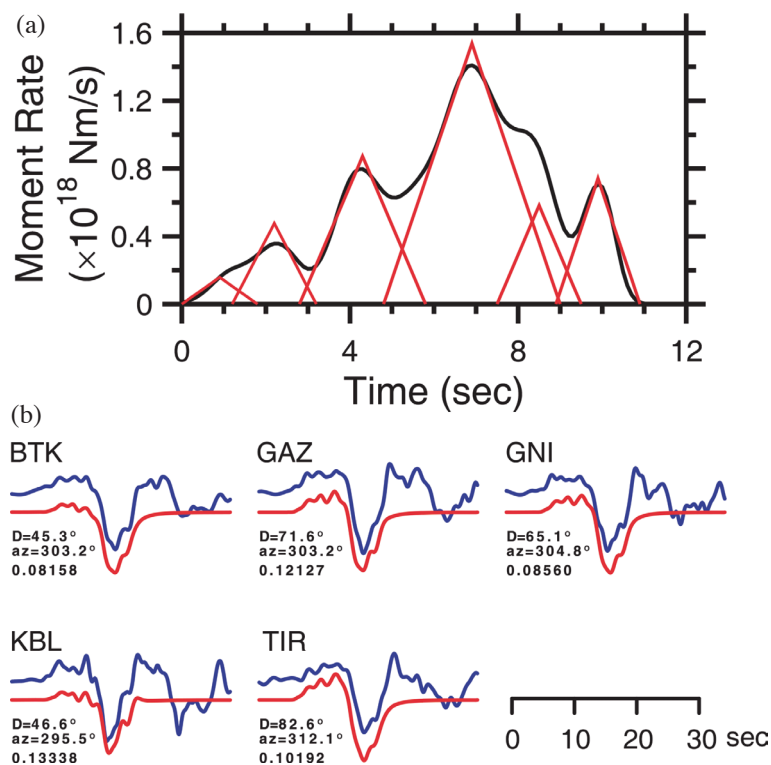 (a)
Moment Rate
(×10^18 Nm/s)
1.6
1.2
0.8
0.4
0
0 4 8 12
Time (sec)
(b)
BTK
D=45.3°
az=303.2°
0.08158
GAZ
D=71.6°
az=303.2°
0.12127
GNI
D=65.1°
az=304.8°
0.08560
KBL
D=46.6°
az=295.5°
0.13338
TIR
D=82.6°
az=312.1°
0.10192
0 10 20 30 sec